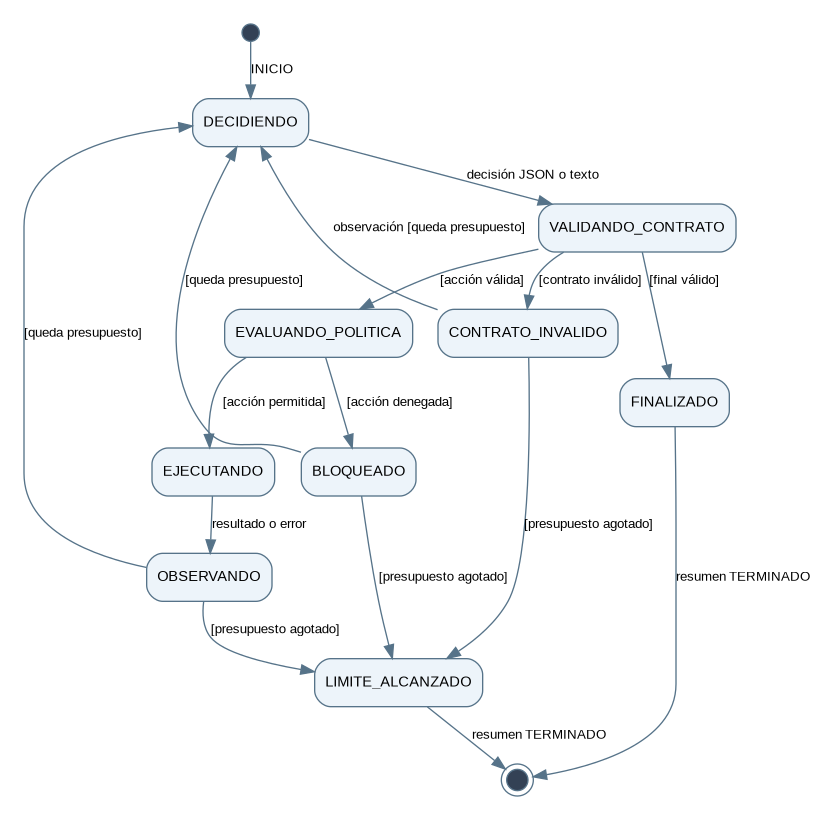 INICIO
DECIDIENDO
decisión JSON o texto
VALIDANDO_CONTRATO
observación [queda presupuesto]
[queda presupuesto]
[acción válida]
[contrato inválido]
[final válido]
[queda presupuesto]
EVALUANDO_POLITICA
CONTRATO_INVALIDO
[acción permitida]
[acción denegada]
FINALIZADO
EJECUTANDO
BLOQUEADO
resultado o error
[presupuesto agotado]
OBSERVANDO
[presupuesto agotado]
resumen TERMINADO
[presupuesto agotado]
LIMITE_ALCANZADO
resumen TERMINADO